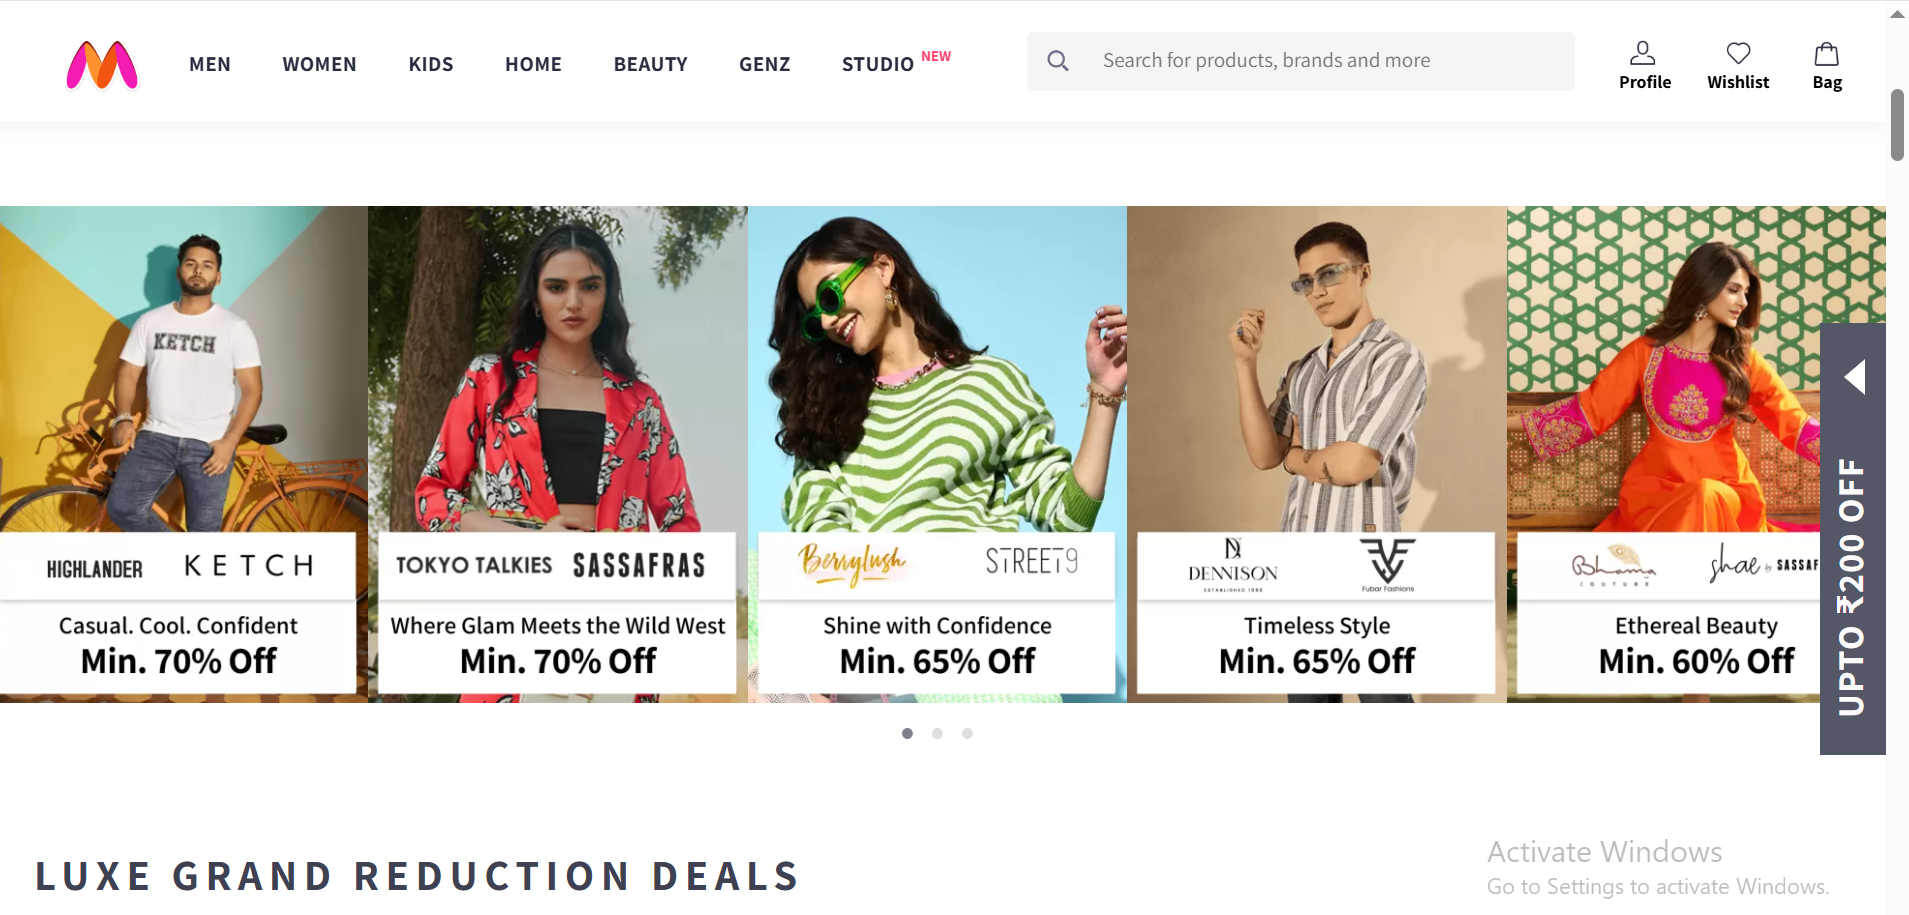 MEN WOMEN KIDS HOME BEAUTY GENZ STUDIO NEW
Search for products, brands and more
Profile Wishlist Bag
KETCH
HIGHLANDER KETCH
Casual. Cool. Confident
Min. 70% Off
TOKYO TALKIES SASSAFRAS
Where Glam Meets the Wild West
Min. 70% Off
Berrylush STREET9
Shine with Confidence
Min. 65% Off
DENNISON
ESTABLISHED 1988
Fubar Fashions
Timeless Style
Min. 65% Off
Bhama
COUTURE
shae by SASSAF
Ethereal Beauty
Min. 60% Off
UPTO ₹200 OFF
LUXE GRAND REDUCTION DEALS
Activate Windows
Go to Settings to activate Windows.